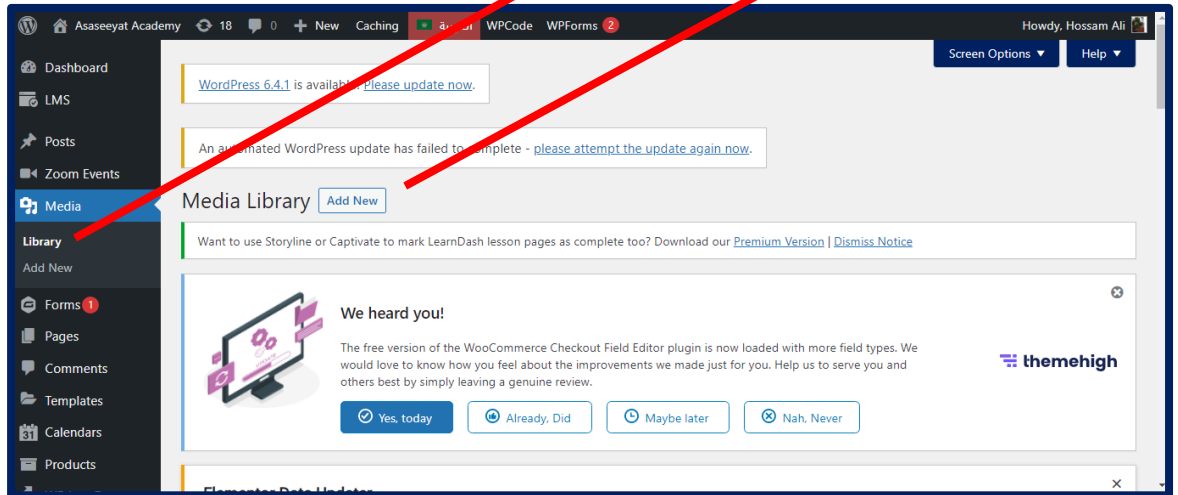 Asaseeyat Academy 18 0 New Caching WPCode WPForms 2 Howdy, Hossam Ali
Screen Options ▼ Help ▼
Dashboard
LMS
Posts
Zoom Events
Media
Library
Add New
Forms 1
Pages
Comments
Templates
31 Calendars
Products
WordPress 6.4.1 is available! Please update now.
An automated WordPress update has failed to complete - please attempt the update again now.
Media Library Add New
Want to use Storyline or Captivate to mark LearnDash lesson pages as complete too? Download our Premium Version | Dismiss Notice
We heard you!
The free version of the WooCommerce Checkout Field Editor plugin is now loaded with more field types. We
would love to know how you feel about the improvements we made just for you. Help us to serve you and
others best by simply leaving a genuine review.
themehigh
Yes, today Already, Did Maybe later Nah, Never
Elementor Data Updater